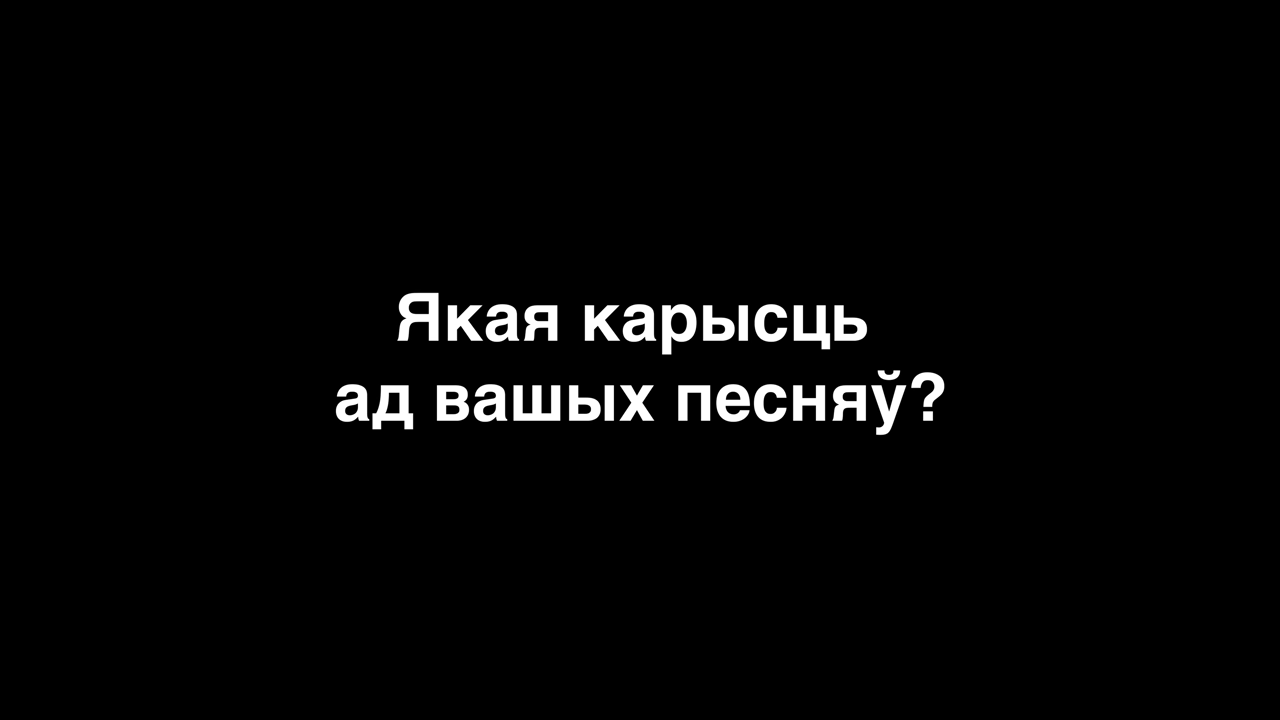 Якая карысць
ад вашых песняў?